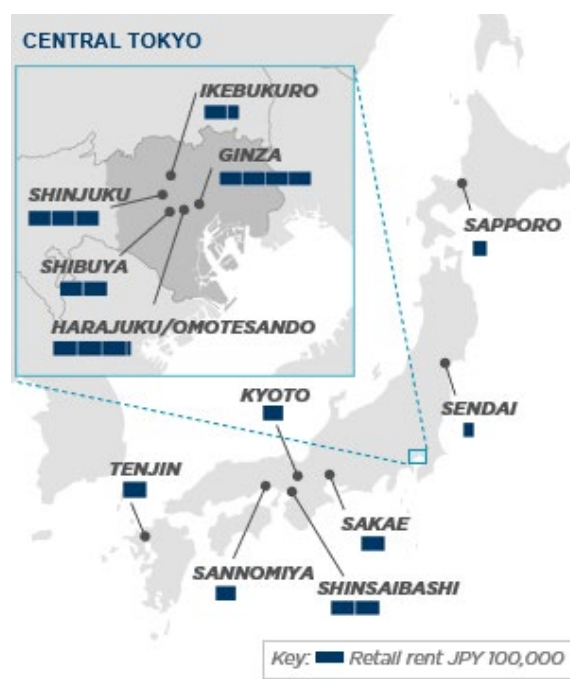 CENTRAL TOKYO
IKEBUKURO
GINZA
SHINJUKU
SHIBUYA
HARAJUKU/OMOTESANDO
SAPPORO
KYOTO
SENDAI
TENJIN
SAKAE
SANNOMIYA
SHINSAIBASHI
Key: Retail rent JPY 100,000